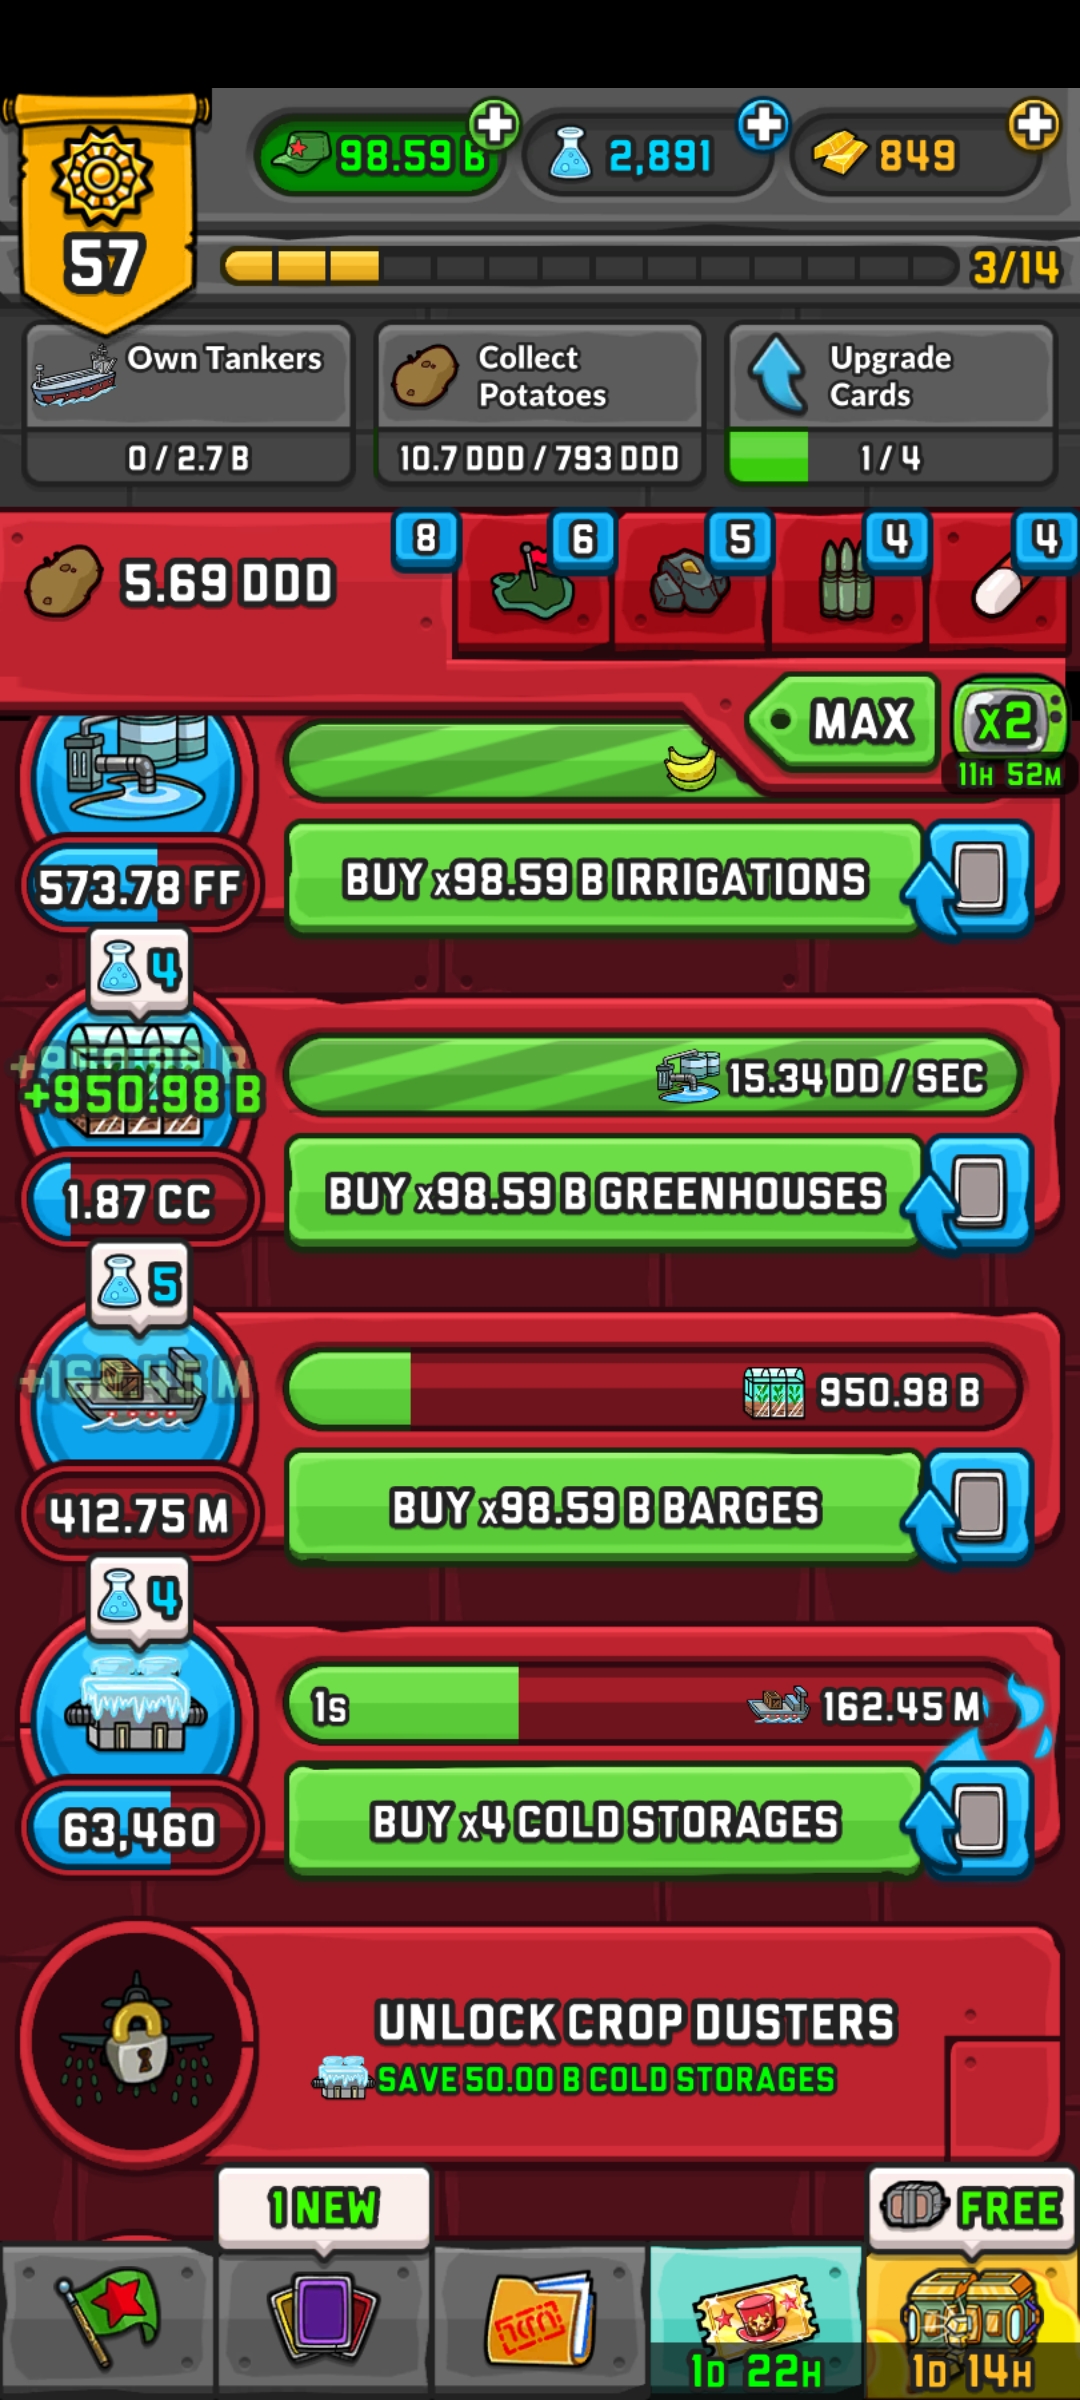 98.59 B
2,891
849
57
3/14
Own Tankers
0 / 2.7 B
Collect
Potatoes
10.7 DDD / 793 DDD
Upgrade
Cards
1 / 4
5.69 DDD
8
6
5
4
4
MAX
x2
11H 52M
573.78 FF
BUY x98.59 B IRRIGATIONS
4
+950.98 B
15.34 DD / SEC
1.87 CC
BUY x98.59 B GREENHOUSES
5
+162.45 M
950.98 B
412.75 M
BUY x98.59 B BARGES
4
1s
162.45 M
63,460
BUY x4 COLD STORAGES
UNLOCK CROP DUSTERS
SAVE 50.00 B COLD STORAGES
1 NEW
FREE
1D 22H
1D 14H